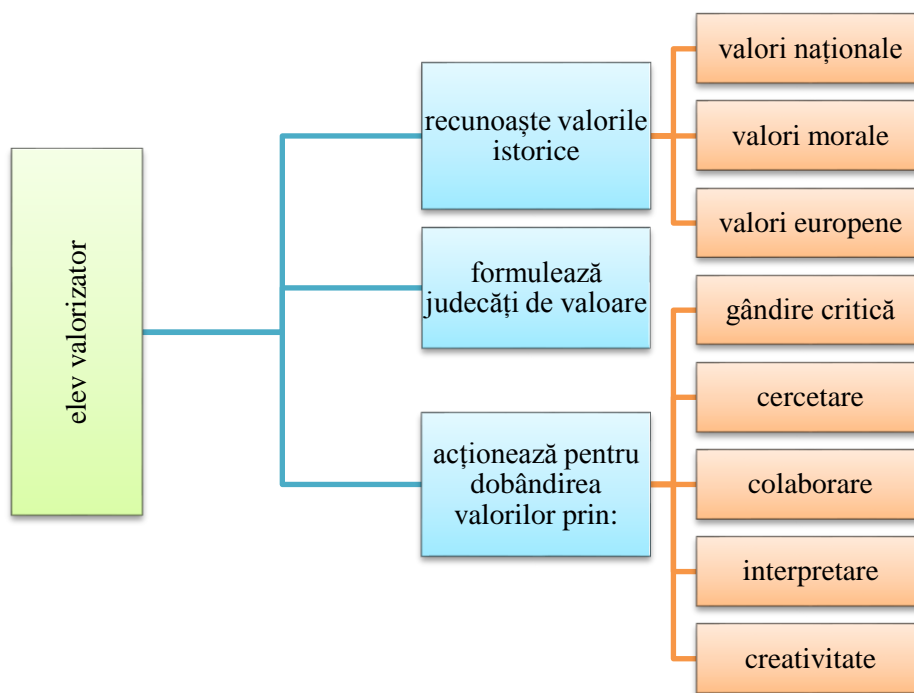 elev valorizator
recunoaște valorile
istorice
valori naționale
valori morale
valori europene
formulează
judecăți de valoare
acționează pentru
dobândirea
valorilor prin:
gândire critică
cercetare
colaborare
interpretare
creativitate